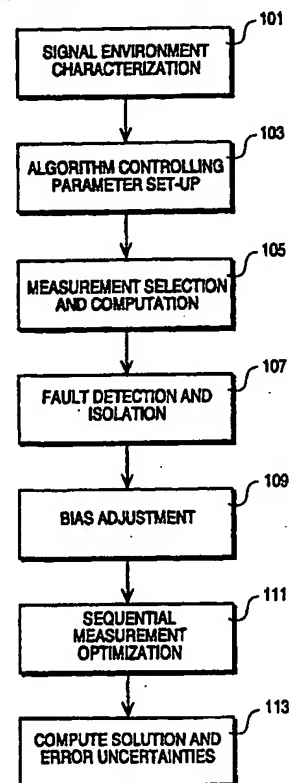 101
SIGNAL ENVIRONMENT
CHARACTERIZATION
103
ALGORITHM CONTROLLING
PARAMETER SET-UP
105
MEASUREMENT SELECTION
AND COMPUTATION
107
FAULT DETECTION AND
ISOLATION
109
BIAS ADJUSTMENT
111
SEQUENTIAL
MEASUREMENT
OPTIMIZATION
113
COMPUTE SOLUTION AND
ERROR UNCERTAINTIES